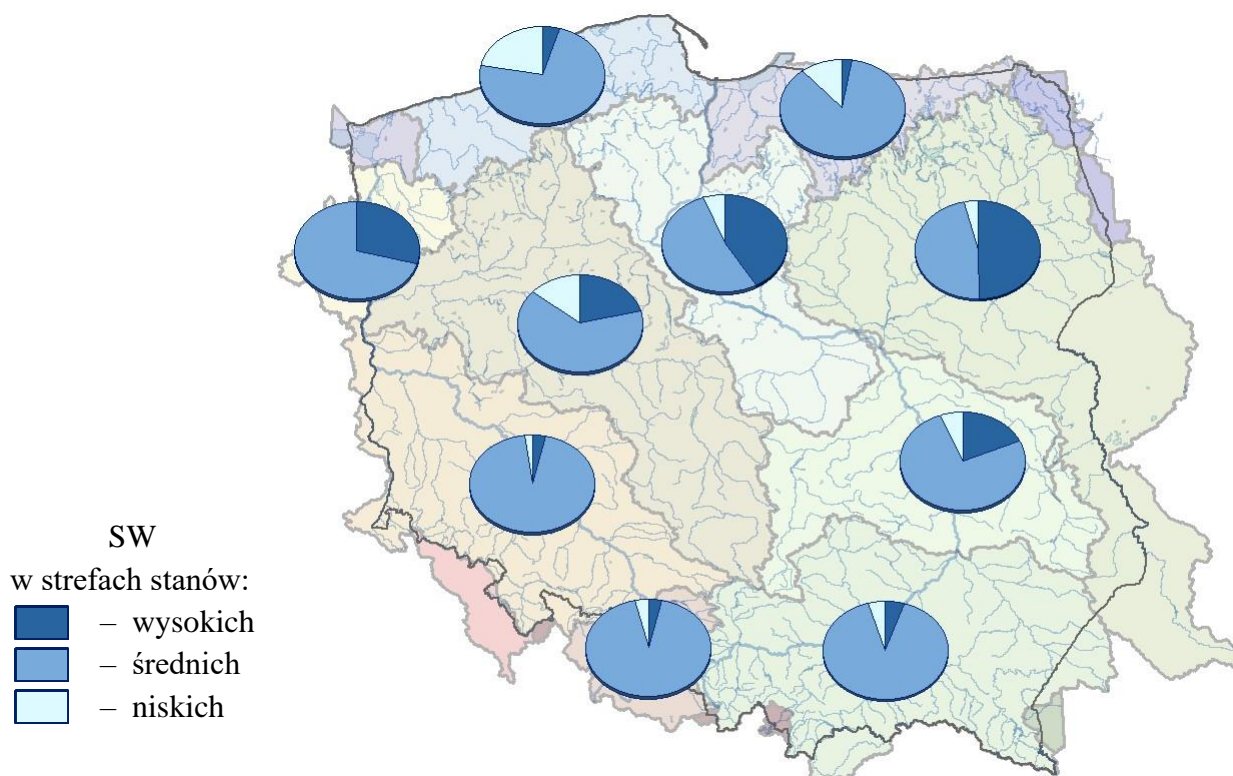 SW
w strefach stanów:
– wysokich
– średnich
– niskich